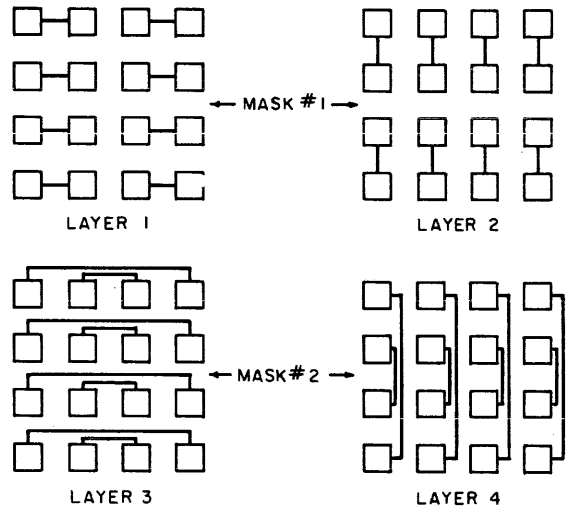 ← MASK #1 →
LAYER 1
LAYER 2
← MASK #2 →
LAYER 3
LAYER 4